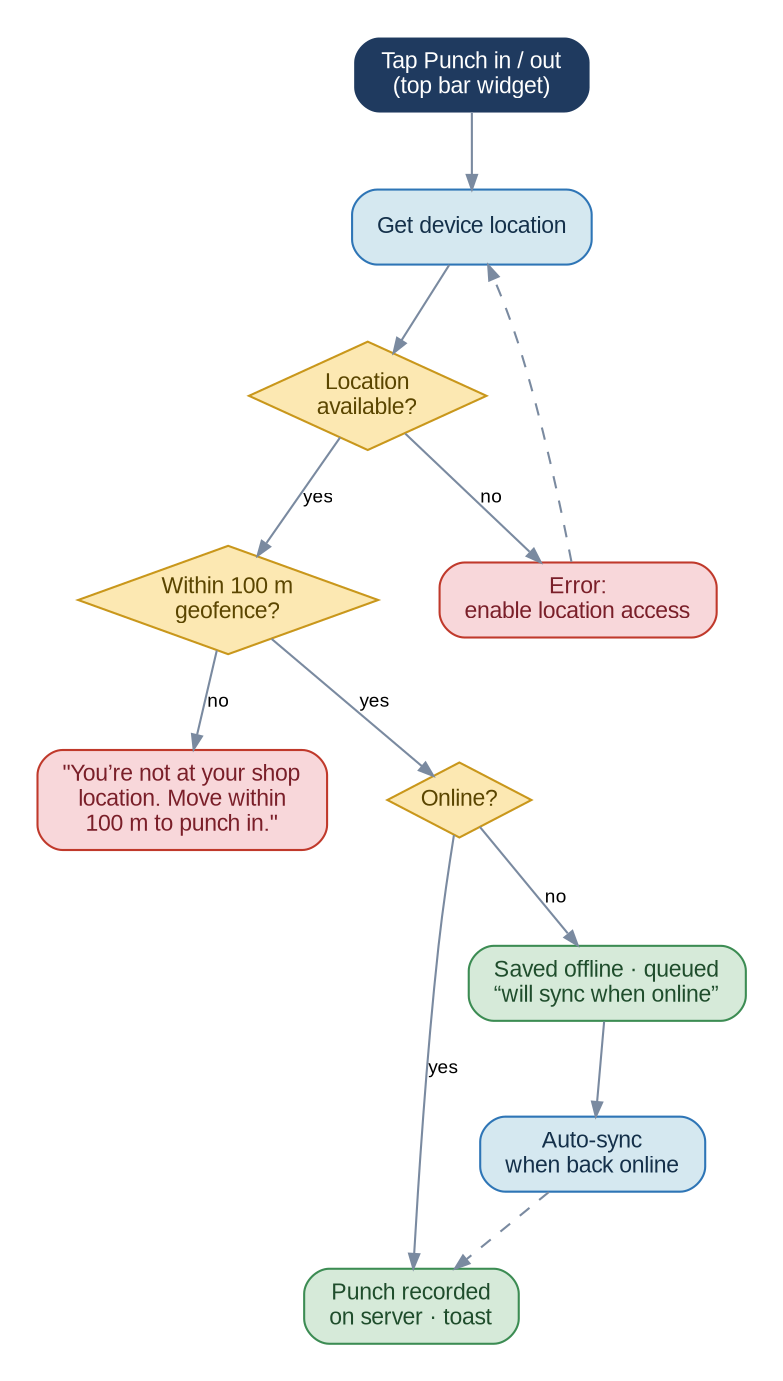 Tap Punch in / out
(top bar widget)
Get device location
Location
available?
yes
no
Within 100 m
geofence?
Error:
enable location access
no
yes
"You’re not at your shop
location. Move within
100 m to punch in."
Online?
no
Saved offline · queued
“will sync when online”
yes
Auto-sync
when back online
Punch recorded
on server · toast